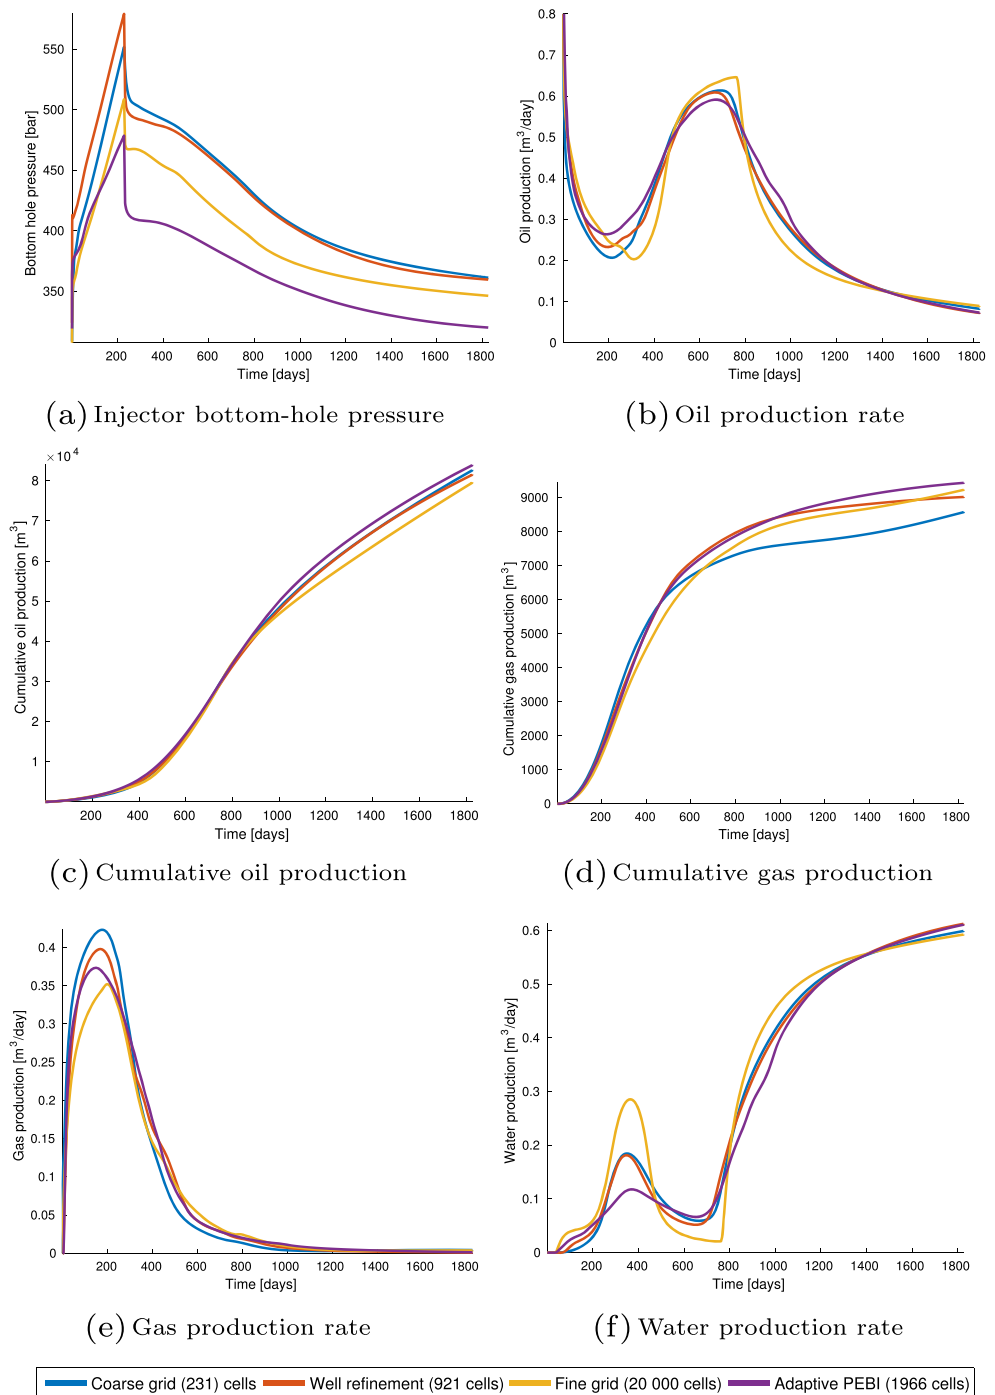 550
500
450
400
350
Bottom hole pressure [bar]
200 400 600 800 1000 1200 1400 1600 1800
Time [days]
(a) Injector bottom-hole pressure
0.8
0.7
0.6
0.5
0.4
0.3
0.2
0.1
0
Oil production [m³/day]
200 400 600 800 1000 1200 1400 1600 1800
Time [days]
(b) Oil production rate
×10⁴
8
7
6
5
4
3
2
1
Cumulative oil production [m³]
200 400 600 800 1000 1200 1400 1600 1800
Time [days]
(c) Cumulative oil production
9000
8000
7000
6000
5000
4000
3000
2000
1000
0
Cumulative gas production [m³]
200 400 600 800 1000 1200 1400 1600 1800
Time [days]
(d) Cumulative gas production
0.4
0.35
0.3
0.25
0.2
0.15
0.1
0.05
0
Gas production [m³/day]
200 400 600 800 1000 1200 1400 1600 1800
Time [days]
(e) Gas production rate
0.6
0.5
0.4
0.3
0.2
0.1
0
Water production [m³/day]
200 400 600 800 1000 1200 1400 1600 1800
Time [days]
(f) Water production rate
Coarse grid (231) cells Well refinement (921 cells) Fine grid (20 000 cells) Adaptive PEBI (1966 cells)